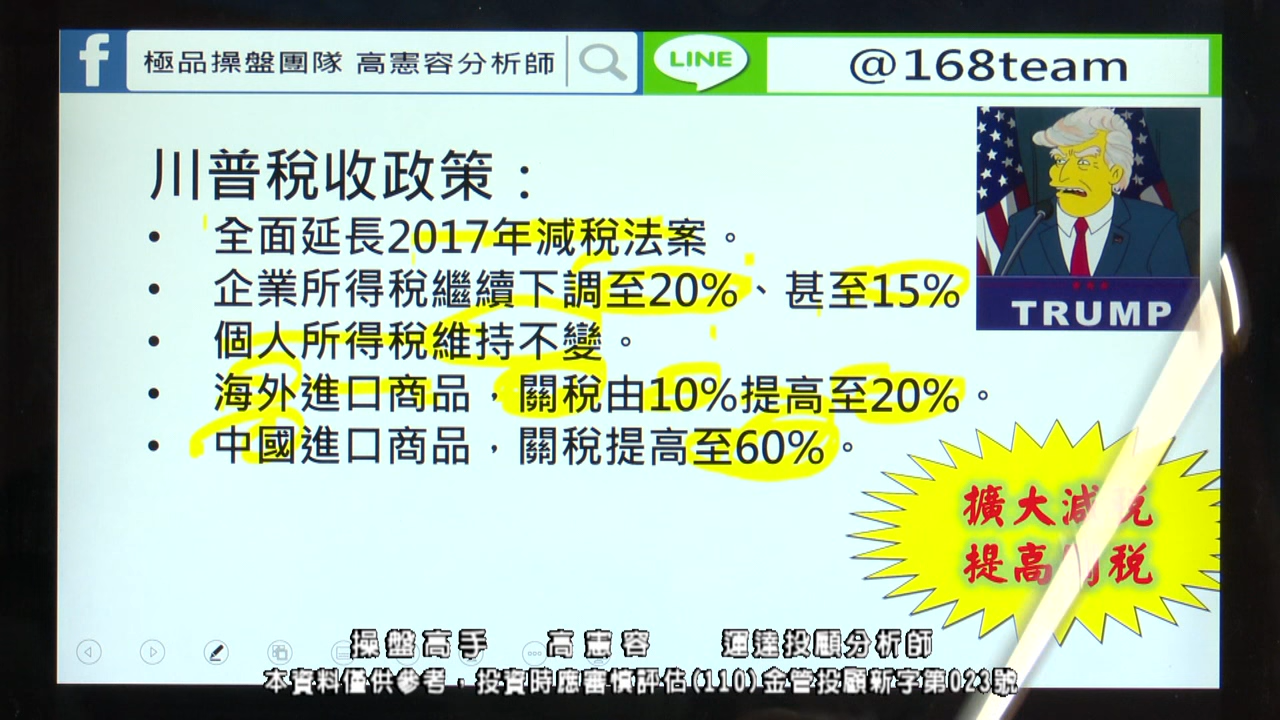 f 極品操盤團隊 高憲容分析師
LINE @168team
川普稅收政策：
• 全面延長2017年減稅法案。
• 企業所得稅繼續下調至20%、甚至15%
• 個人所得稅維持不變。
• 海外進口商品，關稅由10%提高至20%。
• 中國進口商品，關稅提高至60%。
TRUMP
擴大減稅
提高關稅
操盤高手 高憲容 運達投顧分析師
本資料僅供參考，投資時應審慎評估(110)金管投顧新字第023號